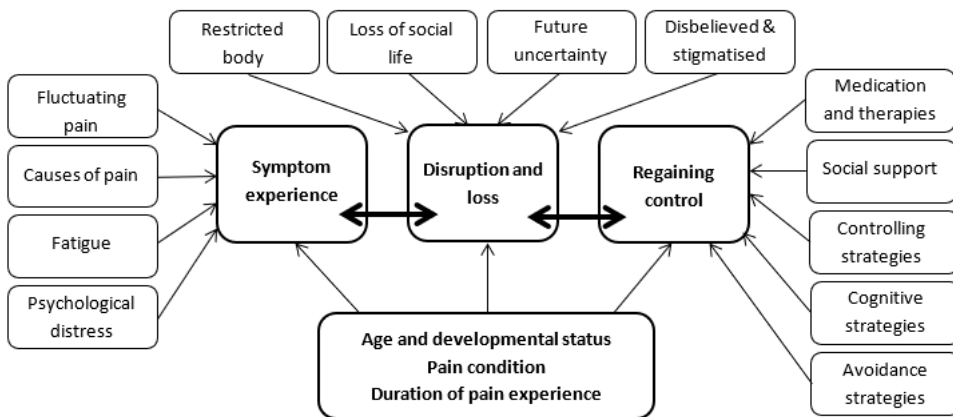 Restricted
body
Loss of social
life
Future
uncertainty
Disbelieved &
stigmatised
Fluctuating
pain
Causes of pain
Fatigue
Psychological
distress
Symptom
experience
Disruption and
loss
Regaining
control
Medication
and therapies
Social support
Controlling
strategies
Cognitive
strategies
Avoidance
strategies
Age and developmental status
Pain condition
Duration of pain experience